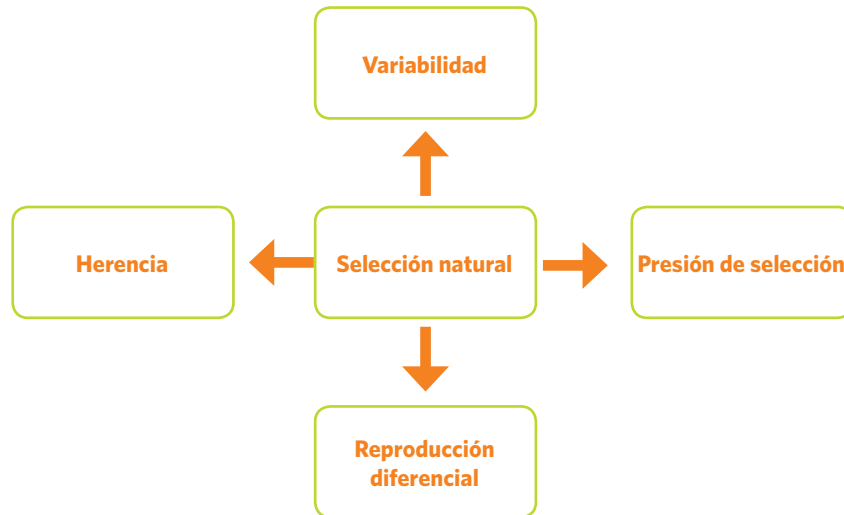 Variabilidad
Herencia
Selección natural
Presión de selección
Reproducción
diferencial